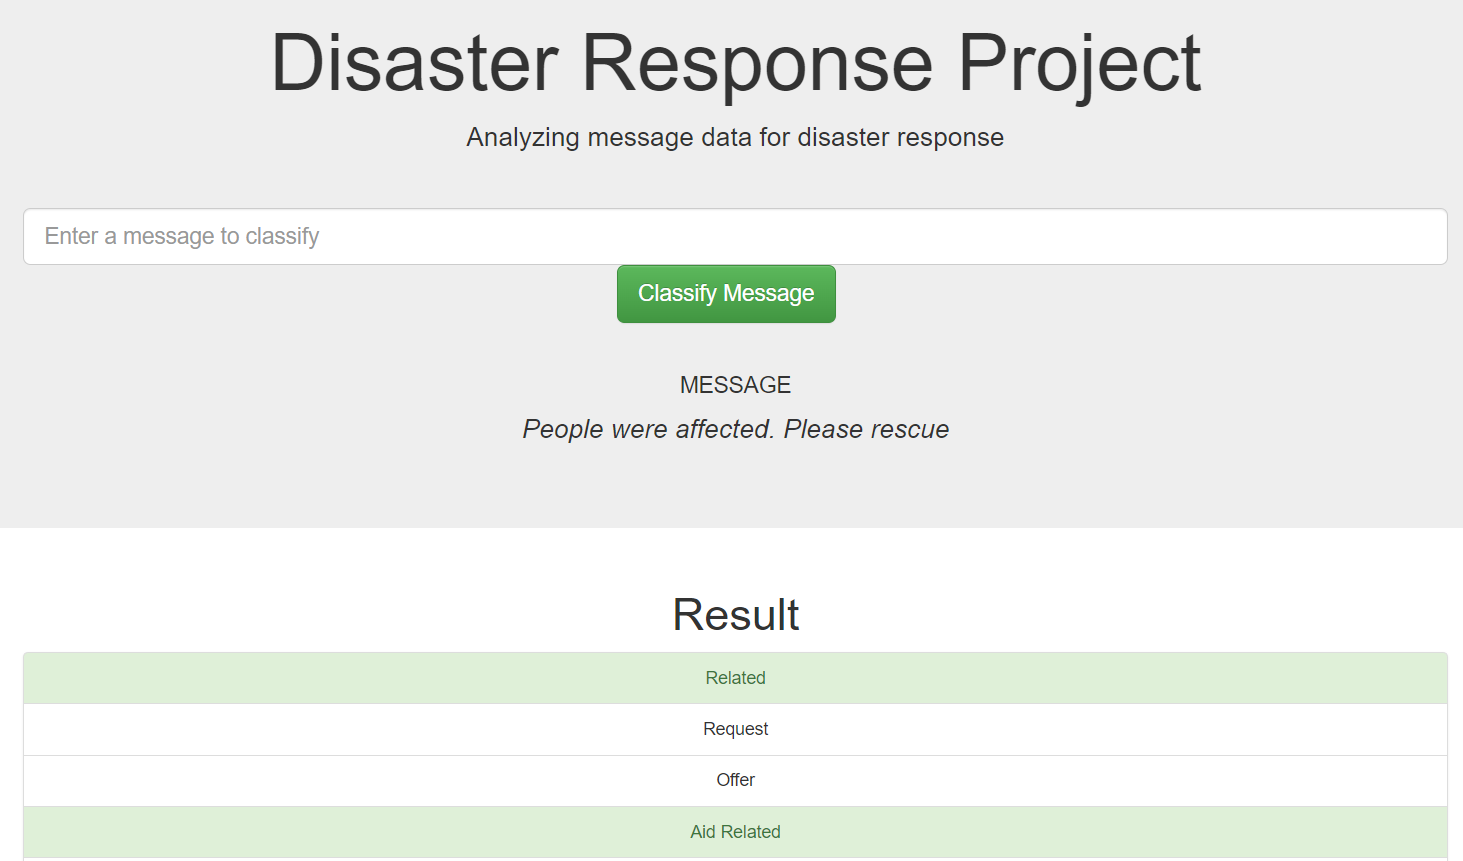 Disaster Response Project
Analyzing message data for disaster response
Enter a message to classify
Classify Message
MESSAGE
People were affected. Please rescue
Result
Related
Request
Offer
Aid Related